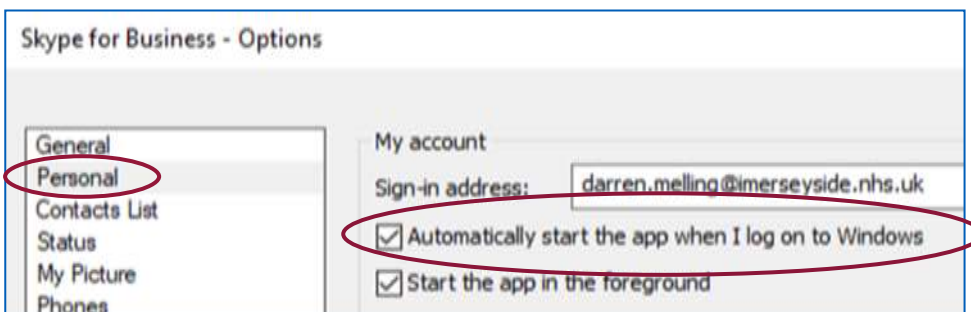 Skype for Business - Options
General
Personal
Contacts List
Status
My Picture
Phones
My account
Sign-in address: darren.melling@imerseyside.nhs.uk
Automatically start the app when I log on to Windows
Start the app in the foreground